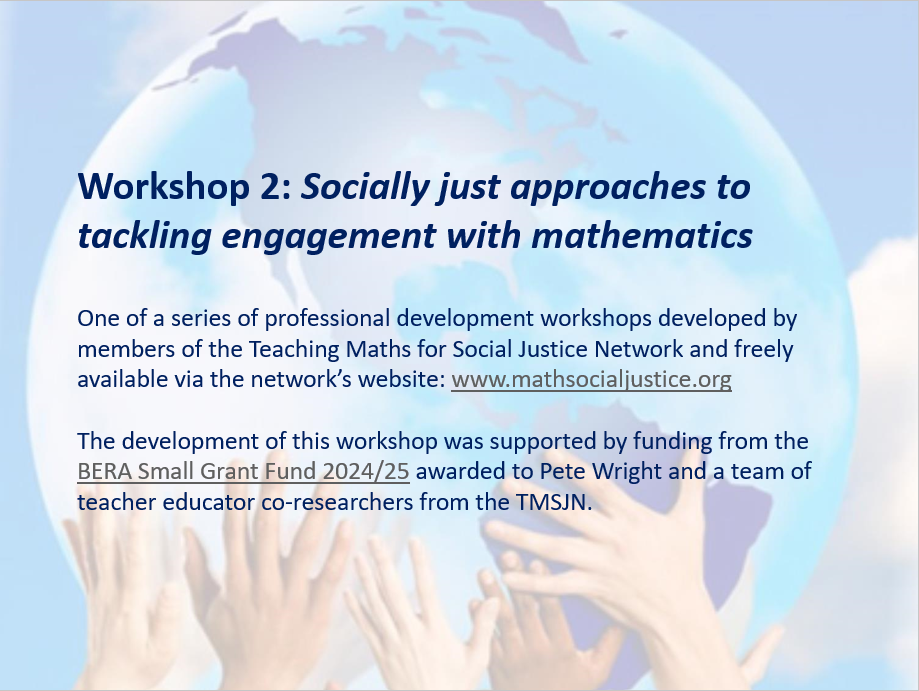 Workshop 2: Socially just approaches to
tackling engagement with mathematics
One of a series of professional development workshops developed by
members of the Teaching Maths for Social Justice Network and freely
available via the network’s website: www.mathsocialjustice.org
The development of this workshop was supported by funding from the
BERA Small Grant Fund 2024/25 awarded to Pete Wright and a team of
teacher educator co-researchers from the TMSJN.